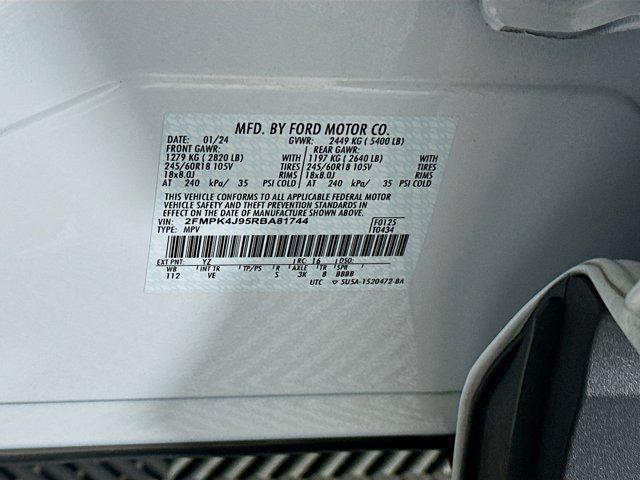 MFD. BY FORD MOTOR CO.
DATE: 01/24 GVWR: 2449 KG ( 5400 LB)
FRONT GAWR: REAR GAWR:
1279 KG ( 2820 LB) WITH 1197 KG ( 2640 LB) WITH
245/60R18 105V TIRES 245/60R18 105V TIRES
18x8.0J RIMS 18x8.0J RIMS
AT 240 kPa/ 35 PSI COLD AT 240 kPa/ 35 PSI COLD
THIS VEHICLE CONFORMS TO ALL APPLICABLE FEDERAL MOTOR
VEHICLE SAFETY AND THEFT PREVENTION STANDARDS IN
EFFECT ON THE DATE OF MANUFACTURE SHOWN ABOVE.
VIN: 2FMPK4J95RBA81744 F0125
TYPE: MPV T0434
EXT PNT: YZ RC: 16 DSO:
WB INT TR TP/PS R AXLE TR SPR
112 VE S 3K 8 BBBB
UTC ▽ 5U5A-1520472-BA